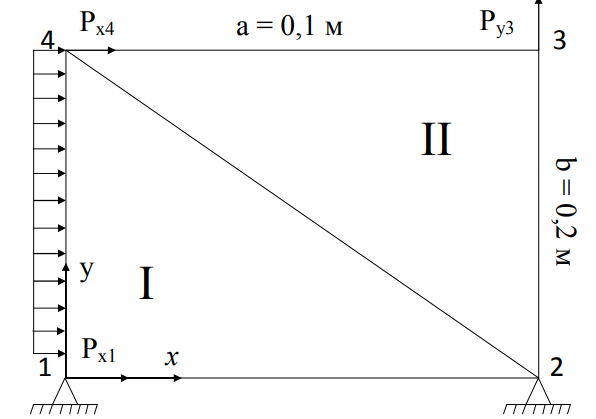 4 Px4 a = 0,1 м Py3 3
II
b = 0,2 м
y
I
1 Px1 x 2